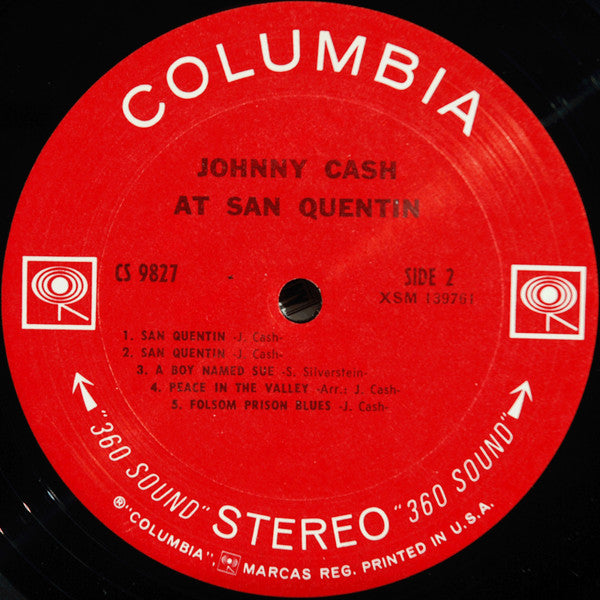 COLUMBIA
JOHNNY CASH
AT SAN QUENTIN
CS 9827 -
SIDE 2
XSM 139761
1. SAN QUENTIN -J. Cash-
2. SAN QUENTIN -J. Cash-
3. A BOY NAMED SUE -S. Silverstein-
4. PEACE IN THE VALLEY -Arr.: J. Cash-
5. FOLSOM PRISON BLUES -J. Cash-
"360 SOUND" STEREO "360 SOUND"
®"COLUMBIA", MARCAS REG. PRINTED IN U.S.A.